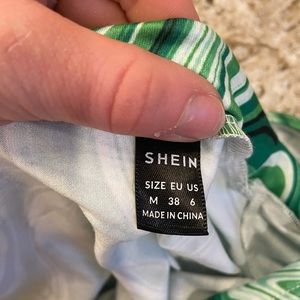 SHEIN
SIZE EU US
M 38 6
MADE IN CHINA